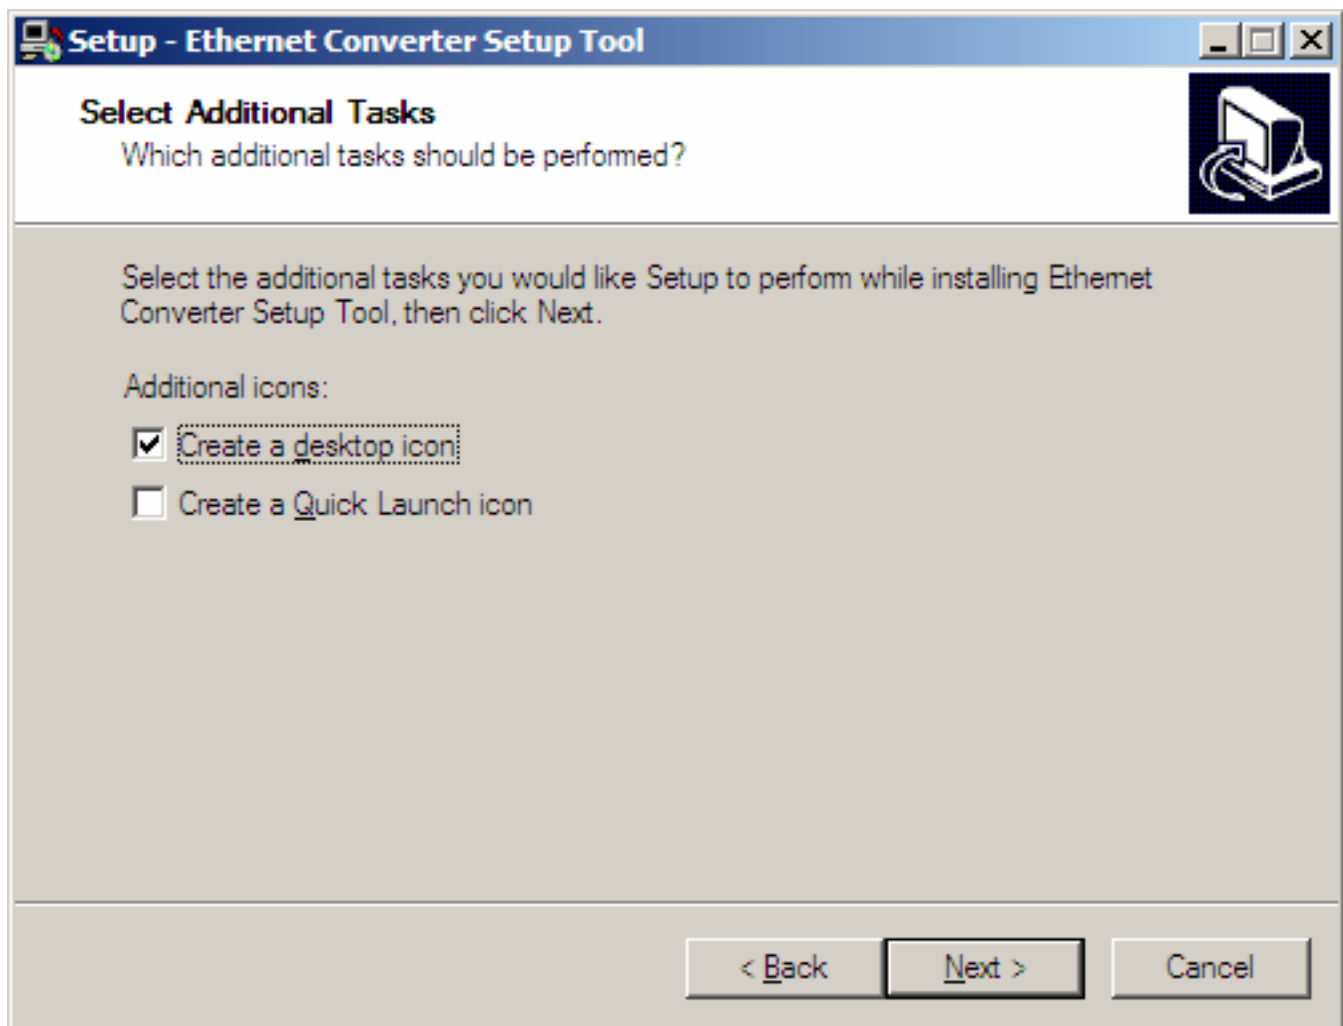 Setup - Ethernet Converter Setup Tool
Select Additional Tasks
Which additional tasks should be performed?
Select the additional tasks you would like Setup to perform while installing Ethernet
Converter Setup Tool, then click Next.
Additional icons:
Create a desktop icon
Create a Quick Launch icon
< Back
Next >
Cancel